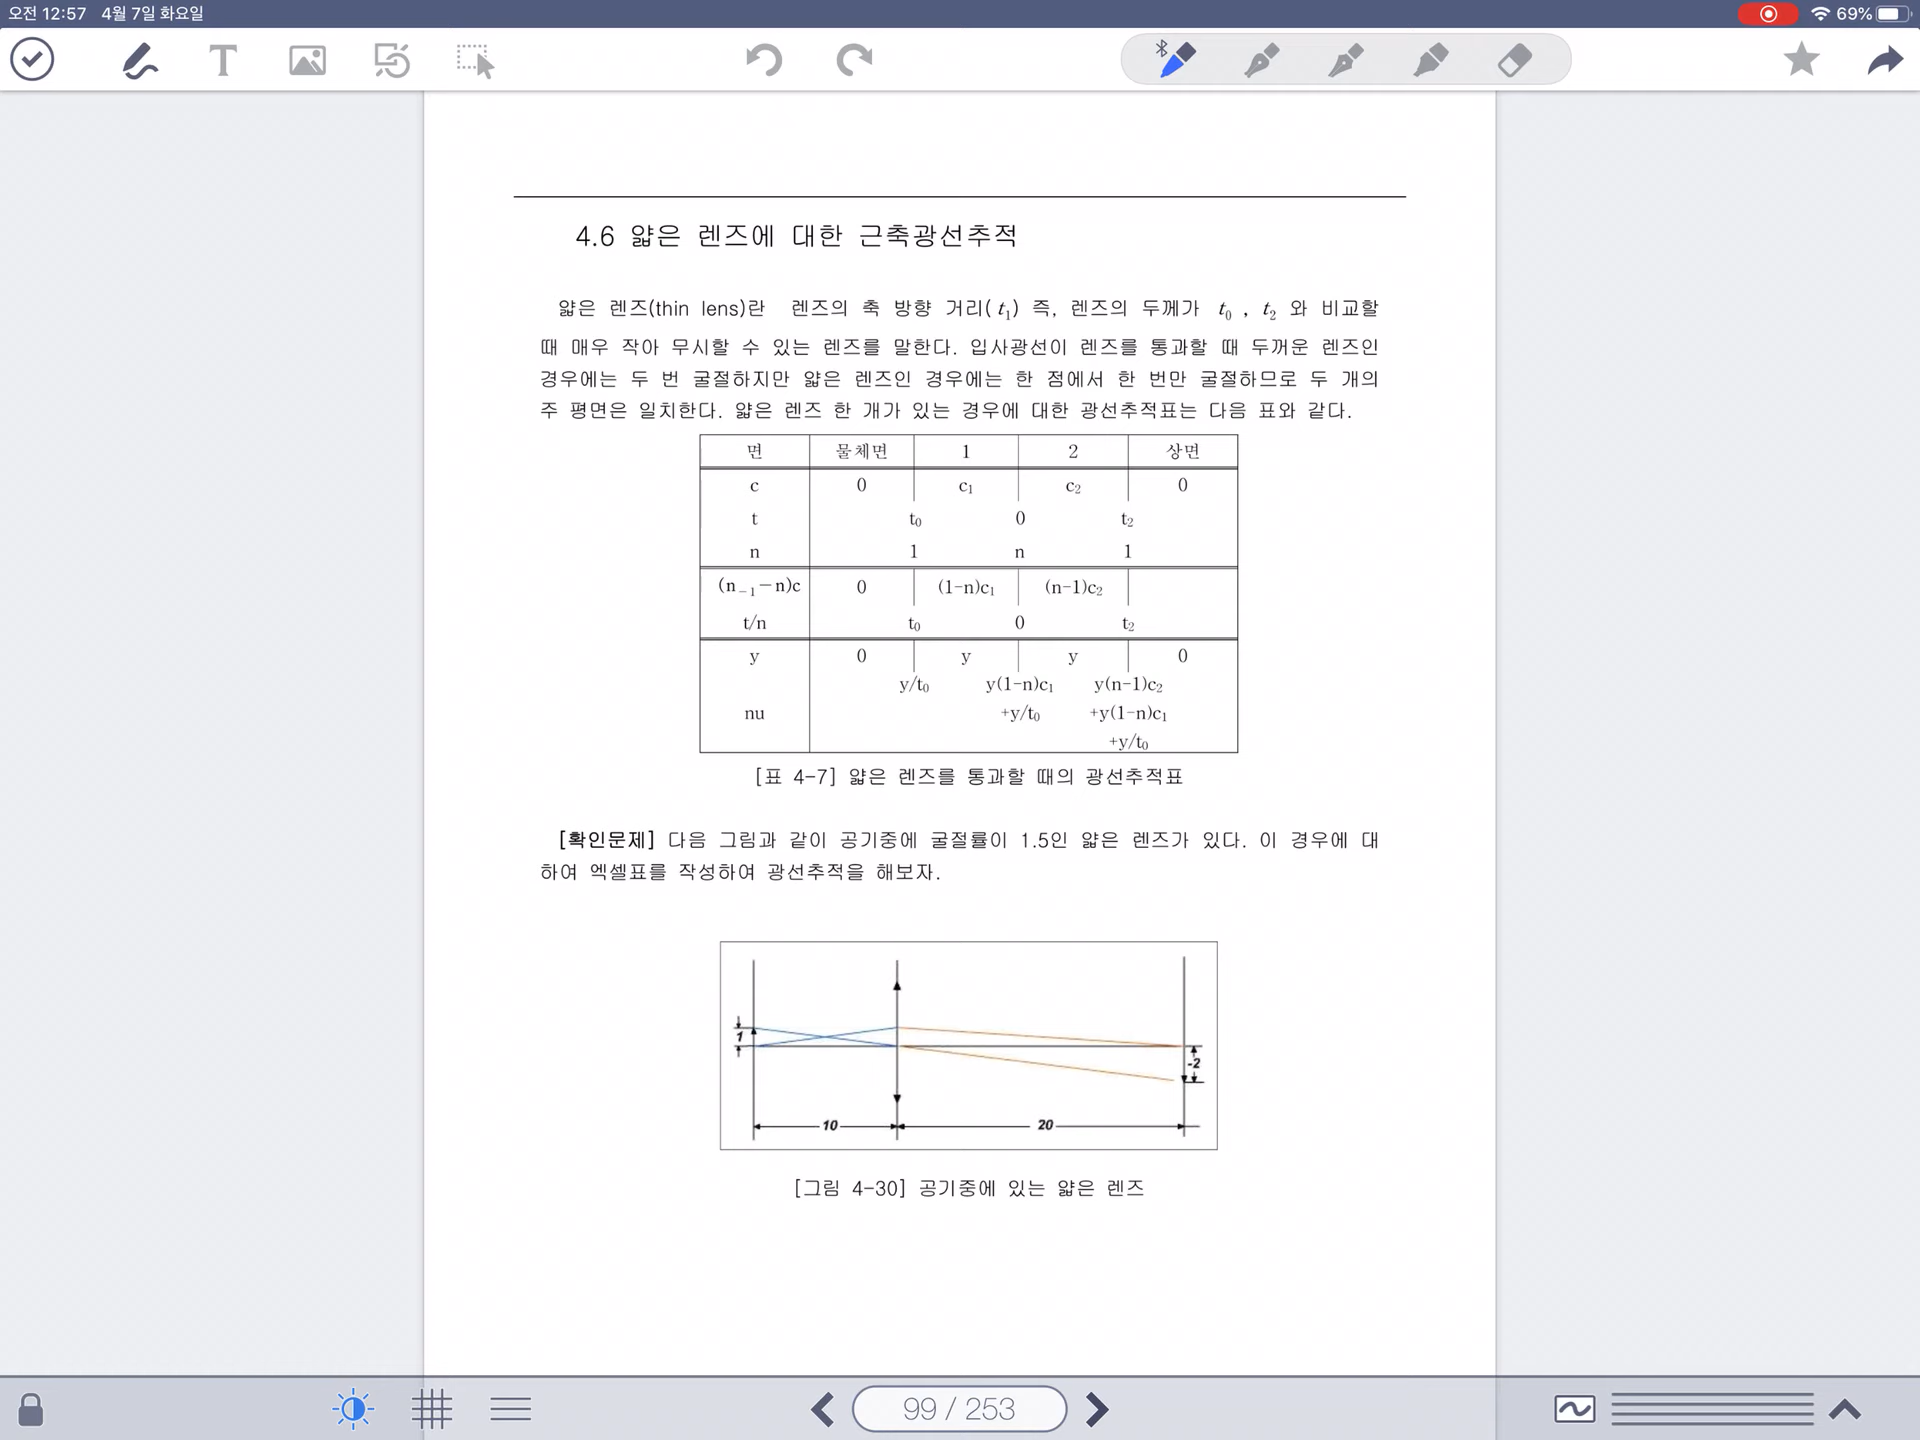 오전 12:57 4월 7일 화요일
69%
4.6 얇은 렌즈에 대한 근축광선추적
얇은 렌즈(thin lens)란 렌즈의 축 방향 거리( t₁) 즉, 렌즈의 두께가 t₀ , t₂ 와 비교할
때 매우 작아 무시할 수 있는 렌즈를 말한다. 입사광선이 렌즈를 통과할 때 두꺼운 렌즈인
경우에는 두 번 굴절하지만 얇은 렌즈인 경우에는 한 점에서 한 번만 굴절하므로 두 개의
주 평면은 일치한다. 얇은 렌즈 한 개가 있는 경우에 대한 광선추적표는 다음 표와 같다.
면 물체면 1 2 상면
c 0 c₁ c₂ 0
t t₀ 0 t₂
n 1 n 1
(n₋₁－n)c 0 (1-n)c₁ (n-1)c₂
t/n t₀ 0 t₂
y 0 y y 0
y/t₀ y(1-n)c₁ y(n-1)c₂
nu +y/t₀ +y(1-n)c₁
+y/t₀
[표 4-7] 얇은 렌즈를 통과할 때의 광선추적표
[확인문제] 다음 그림과 같이 공기중에 굴절률이 1.5인 얇은 렌즈가 있다. 이 경우에 대
하여 엑셀표를 작성하여 광선추적을 해보자.
1
-2
10 20
[그림 4-30] 공기중에 있는 얇은 렌즈
99 / 253